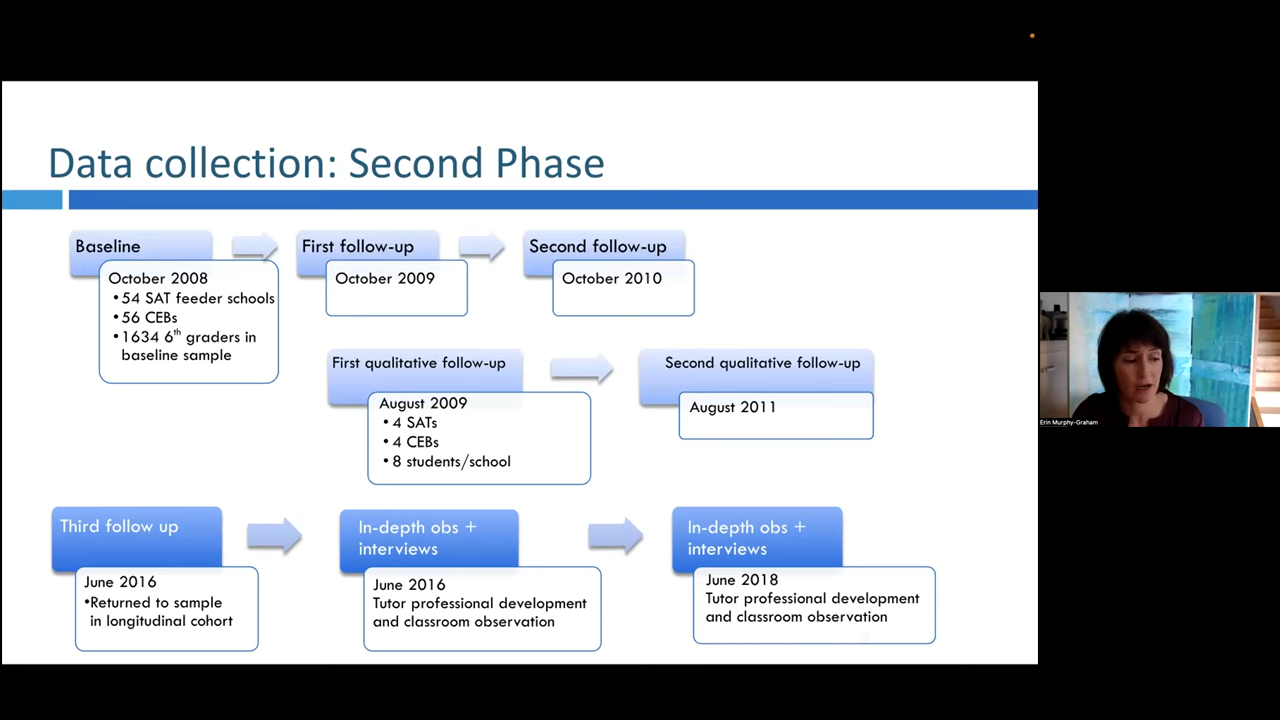 Data collection: Second Phase
Baseline
October 2008
•54 SAT feeder schools
•56 CEBs
•1634 6th graders in
baseline sample
First follow-up
October 2009
Second follow-up
October 2010
First qualitative follow-up
August 2009
•4 SATs
•4 CEBs
•8 students/school
Second qualitative follow-up
August 2011
Third follow up
June 2016
•Returned to sample
in longitudinal cohort
In-depth obs +
interviews
June 2016
Tutor professional development
and classroom observation
In-depth obs +
interviews
June 2018
Tutor professional development
and classroom observation
Erin Murphy-Graham